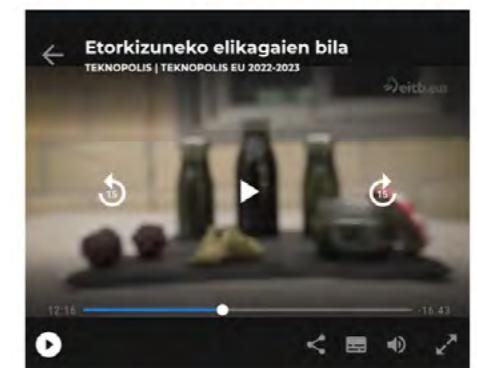 Etorkizuneko elikagaien bila
TEKNOPOLIS | TEKNOPOLIS EU 2022-2023
eitb.eus
15
15
12:16
-16:43